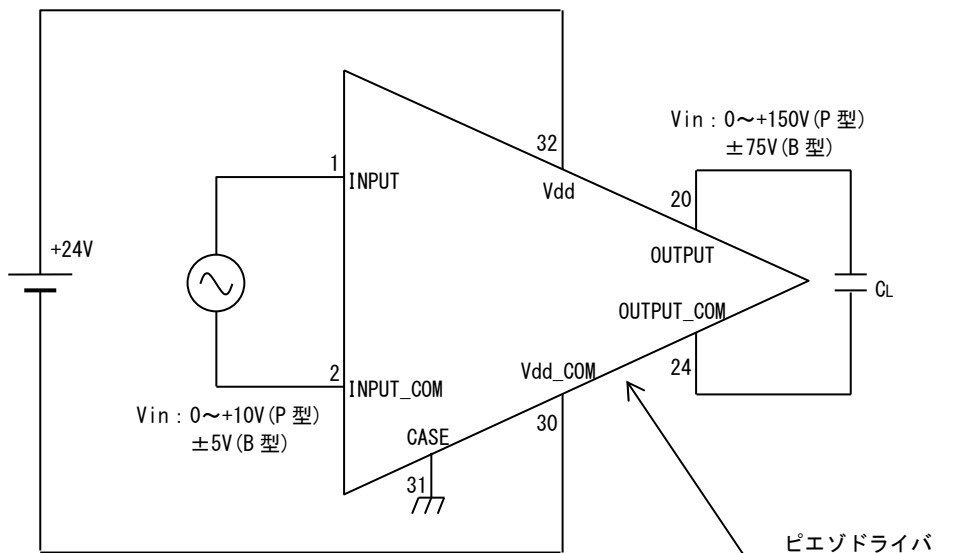 Vin：0～+150V(P 型)
±75V(B 型)
32
1
INPUT
Vdd
20
+24V
OUTPUT
CL
OUTPUT_COM
2
INPUT_COM
Vdd_COM
24
Vin：0～+10V(P 型)
±5V(B 型)
CASE
30
31
ピエゾドライバ